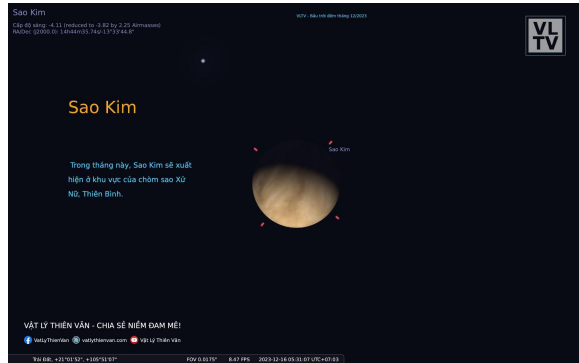 Sao Kim
Cấp độ sáng: -4.11 (reduced to -3.82 by 2.25 Airmasses)
RA/Dec (J2000.0): 14h44m35.74s/-13°33'44.8"
VLTV - Bầu trời đêm tháng 12/2023
VL
TV
Sao Kim
Sao Kim
Trong tháng này, Sao Kim sẽ xuất
hiện ở khu vực của chòm sao Xử
Nữ, Thiên Bình.
VẬT LÝ THIÊN VĂN - CHIA SẺ NIỀM ĐAM MÊ!
VatLyThienVan vatlythienvan.com Vật lý Thiên Văn
Trái Đất, +21°01'52", +105°51'07" FOV 0.0175° 8.47 FPS 2023-12-16 05:31:07 UTC+07:03